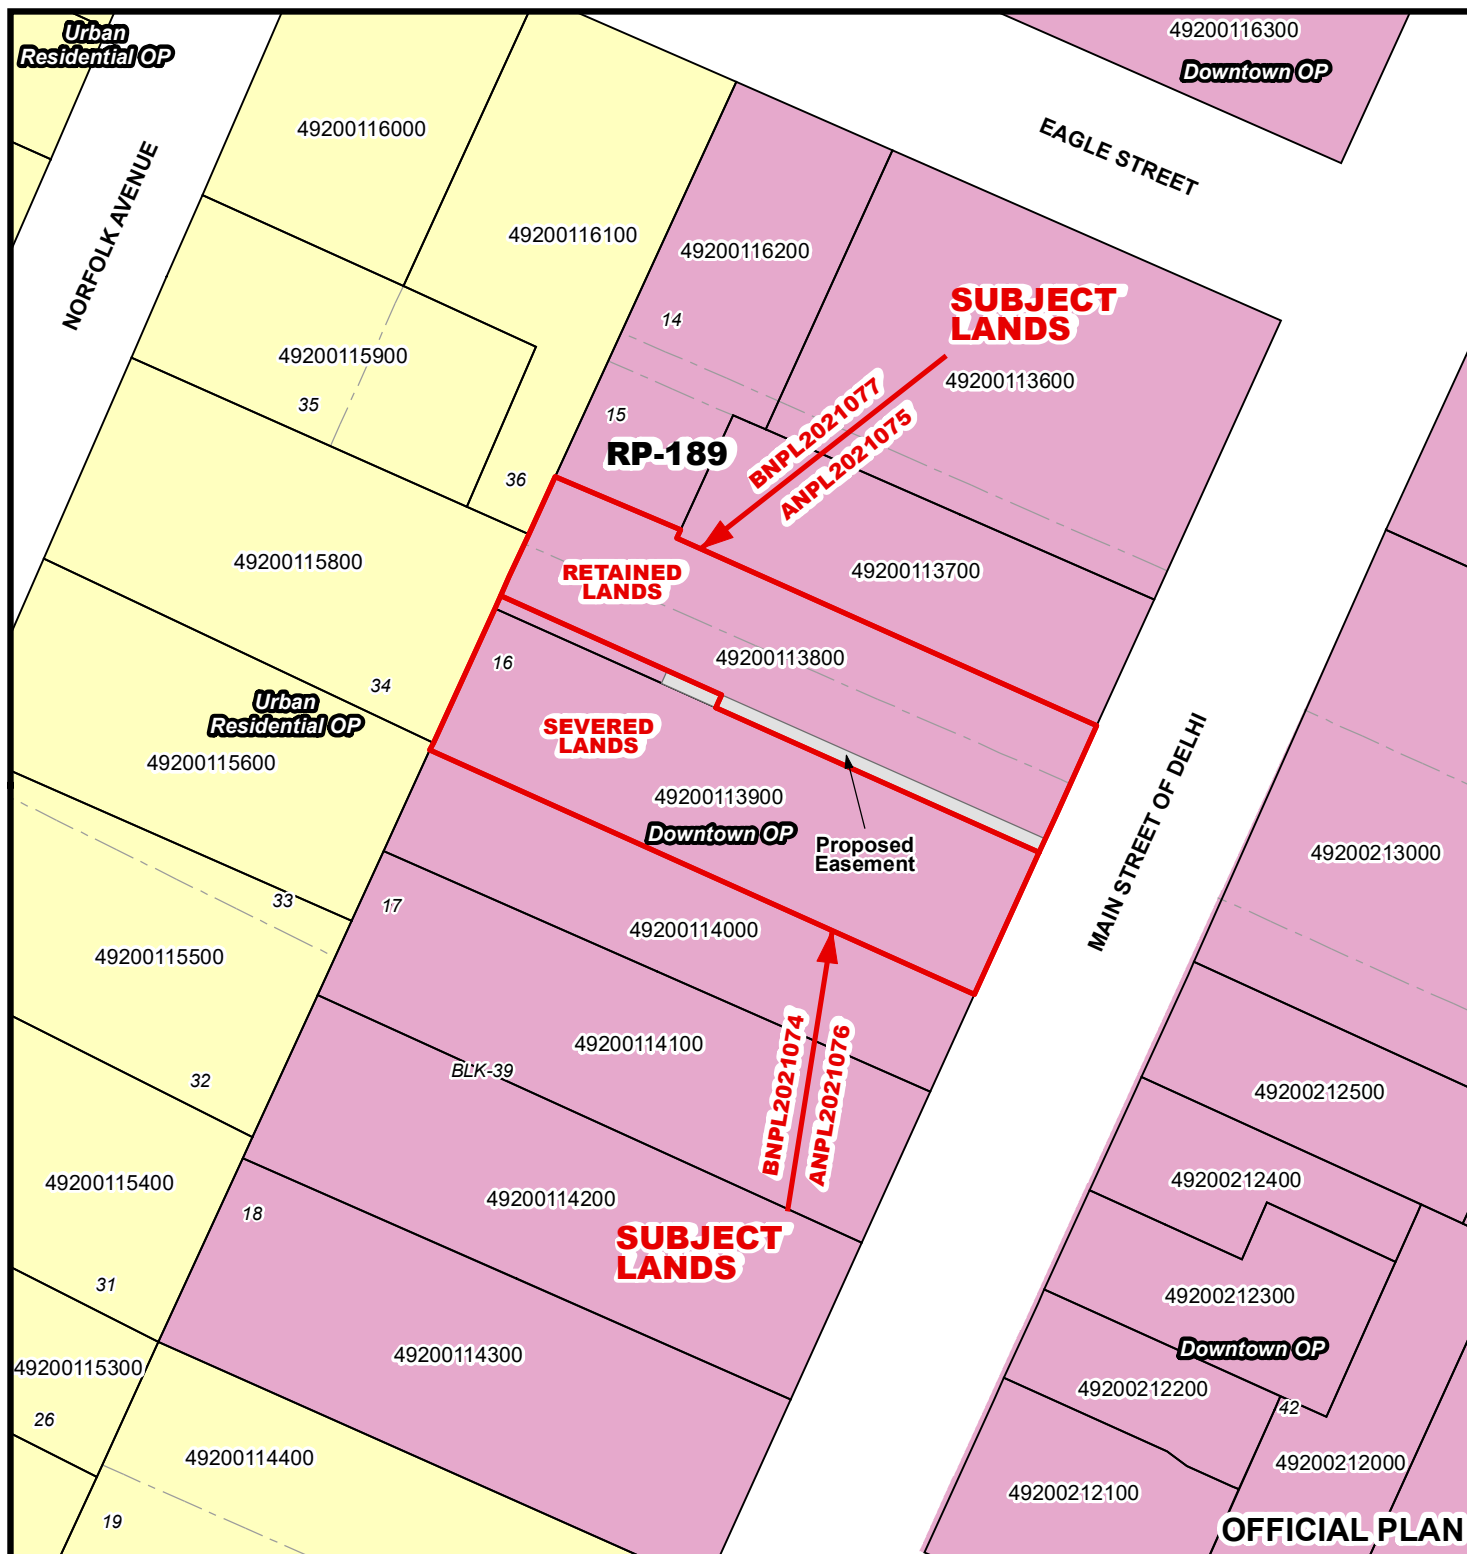 Urban
Residential OP
49200116300
Downtown OP
EAGLE STREET
49200116000
NORFOLK AVENUE
49200116100
49200116200
SUBJECT
LANDS
14
49200115900
49200113600
35
15
BNPL2021077
ANPL2021075
RP-189
36
49200115800
RETAINED
LANDS
49200113700
16
49200113800
34
Urban
Residential OP
SEVERED
LANDS
49200115600
49200113900
Downtown OP
Proposed
Easement
MAIN STREET OF DELHI
49200213000
33
17
49200114000
49200115500
49200114100
BLK-39
32
BNPL2021074
ANPL2021076
49200212500
49200115400
49200114200
49200212400
18
SUBJECT
LANDS
31
49200212300
Downtown OP
49200115300
49200114300
49200212200
42
26
49200114400
49200212000
49200212100
19
OFFICIAL PLAN